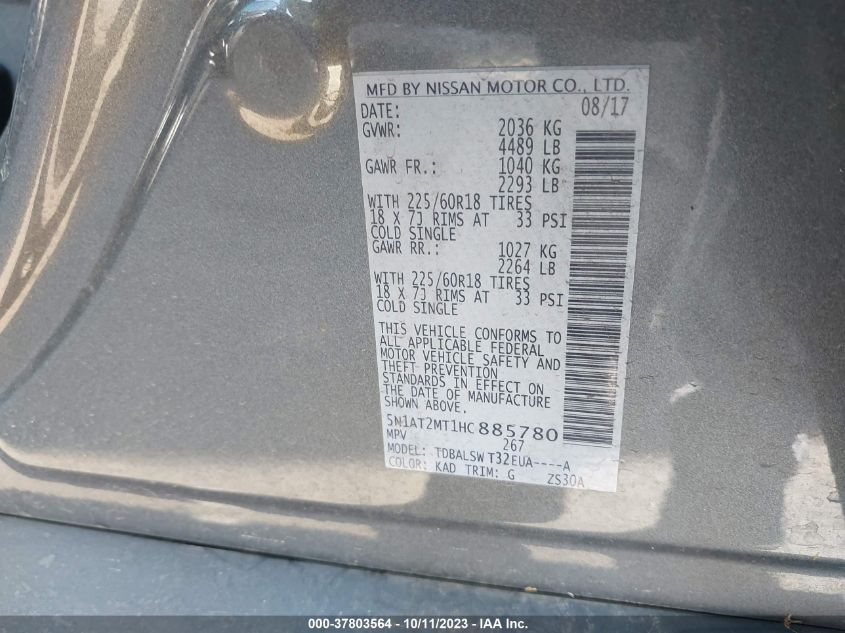 MFD BY NISSAN MOTOR CO., LTD.
DATE: 08/17
GVWR: 2036 KG
4489 LB
GAWR FR.: 1040 KG
2293 LB
WITH 225/60R18 TIRES
18 X 7J RIMS AT 33 PSI
COLD SINGLE
GAWR RR.: 1027 KG
2264 LB
WITH 225/60R18 TIRES
18 X 7J RIMS AT 33 PSI
COLD SINGLE
THIS VEHICLE CONFORMS TO
ALL APPLICABLE FEDERAL
MOTOR VEHICLE SAFETY AND
THEFT PREVENTION
STANDARDS IN EFFECT ON
THE DATE OF MANUFACTURE
SHOWN ABOVE.
5N1AT2MT1HC885780
MPV 267
MODEL: TDBALSW T32EUA----A
COLOR: KAD TRIM: G ZS30A
000-37803564 - 10/11/2023 - IAA Inc.